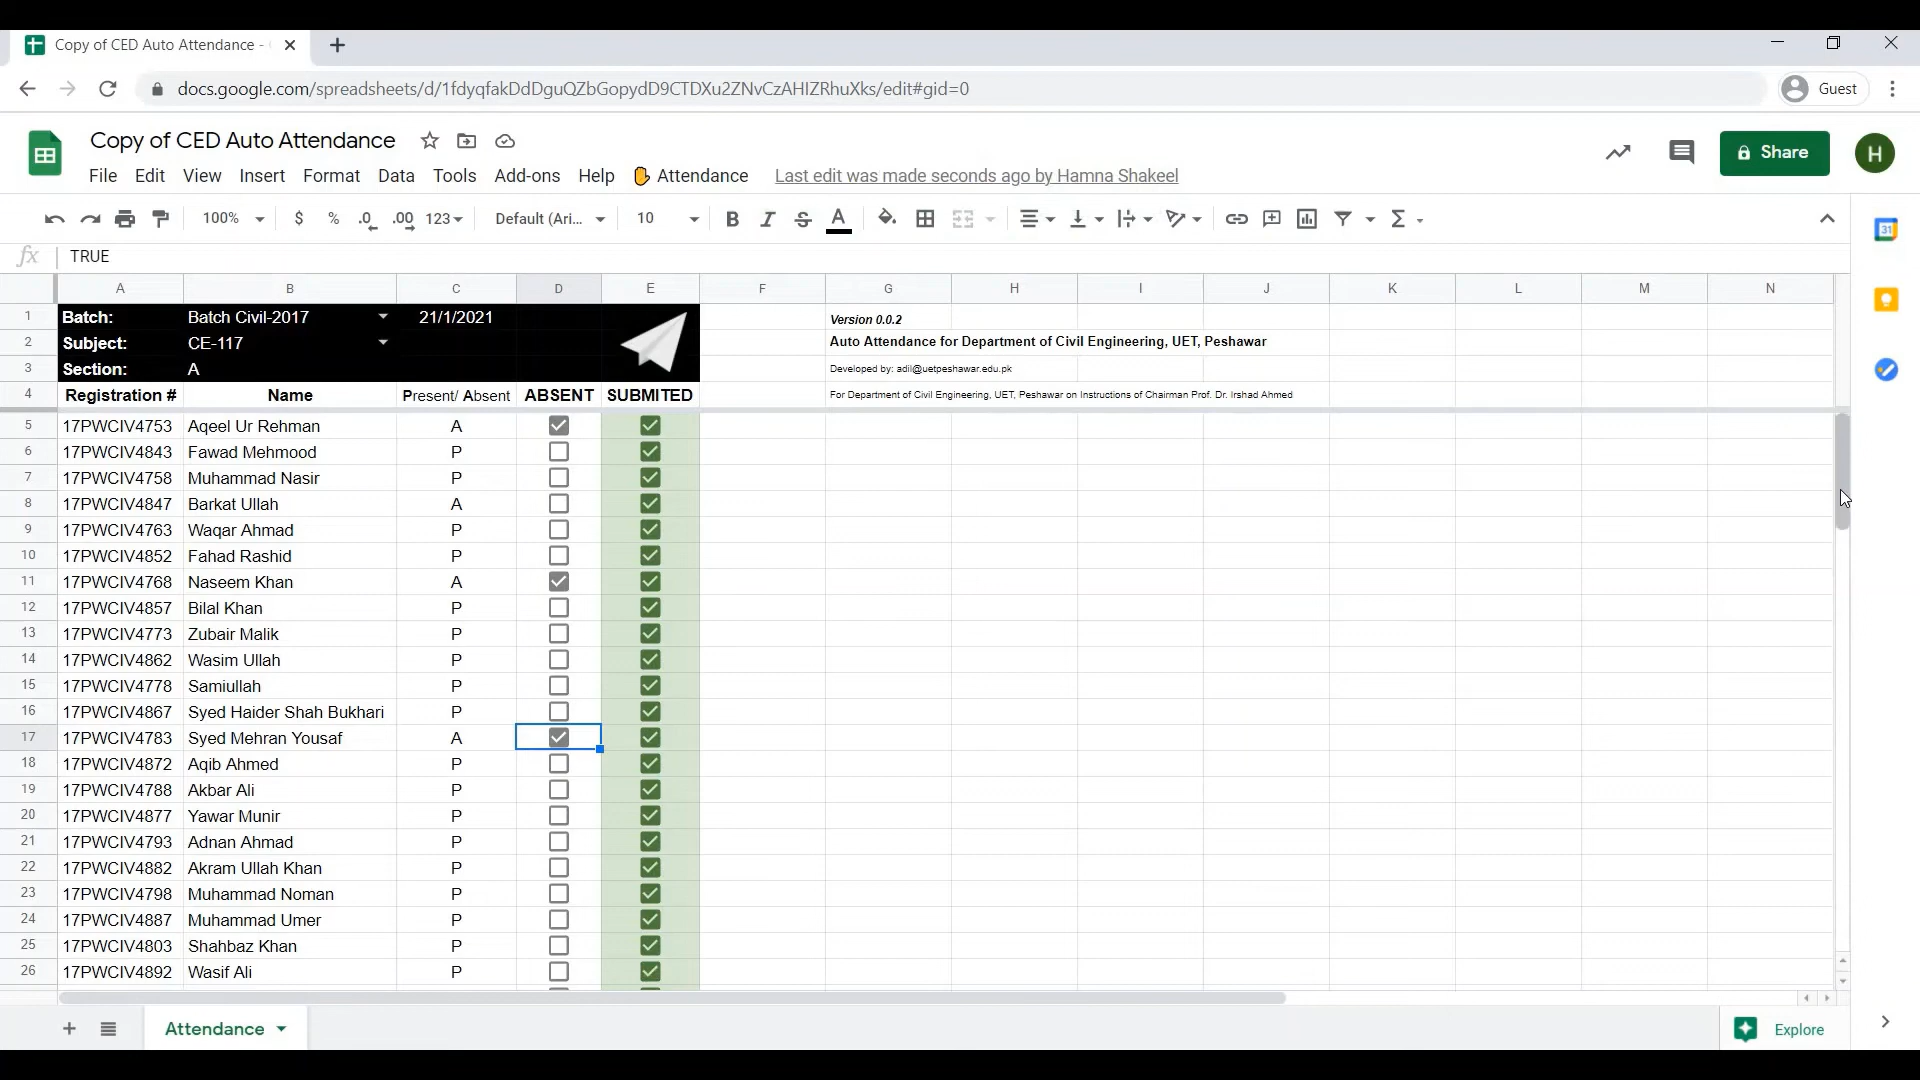 Copy of CED Auto Attendance -
docs.google.com/spreadsheets/d/1fdyqfakDdDguQZbGopydD9CTDXu2ZNvCzAHIZRhuXks/edit#gid=0
Guest
Copy of CED Auto Attendance
Share
H
File Edit View Insert Format Data Tools Add-ons Help Attendance Last edit was made seconds ago by Hamna Shakeel
100% $ % .0 .00 123 Default (Ari... 10 B I S A Σ
31
fx TRUE
A B C D E F G H I J K L M N
1 Batch: Batch Civil-2017 21/1/2021 Version 0.0.2
2 Subject: CE-117 Auto Attendance for Department of Civil Engineering, UET, Peshawar
3 Section: A Developed by: adil@uetpeshawar.edu.pk
4 Registration # Name Present/ Absent ABSENT SUBMITED For Department of Civil Engineering, UET, Peshawar on Instructions of Chairman Prof. Dr. Irshad Ahmed
5 17PWCIV4753 Aqeel Ur Rehman A
6 17PWCIV4843 Fawad Mehmood P
7 17PWCIV4758 Muhammad Nasir P
8 17PWCIV4847 Barkat Ullah A
9 17PWCIV4763 Waqar Ahmad P
10 17PWCIV4852 Fahad Rashid P
11 17PWCIV4768 Naseem Khan A
12 17PWCIV4857 Bilal Khan P
13 17PWCIV4773 Zubair Malik P
14 17PWCIV4862 Wasim Ullah P
15 17PWCIV4778 Samiullah P
16 17PWCIV4867 Syed Haider Shah Bukhari P
17 17PWCIV4783 Syed Mehran Yousaf A
18 17PWCIV4872 Aqib Ahmed P
19 17PWCIV4788 Akbar Ali P
20 17PWCIV4877 Yawar Munir P
21 17PWCIV4793 Adnan Ahmad P
22 17PWCIV4882 Akram Ullah Khan P
23 17PWCIV4798 Muhammad Noman P
24 17PWCIV4887 Muhammad Umer P
25 17PWCIV4803 Shahbaz Khan P
26 17PWCIV4892 Wasif Ali P
Attendance
Explore